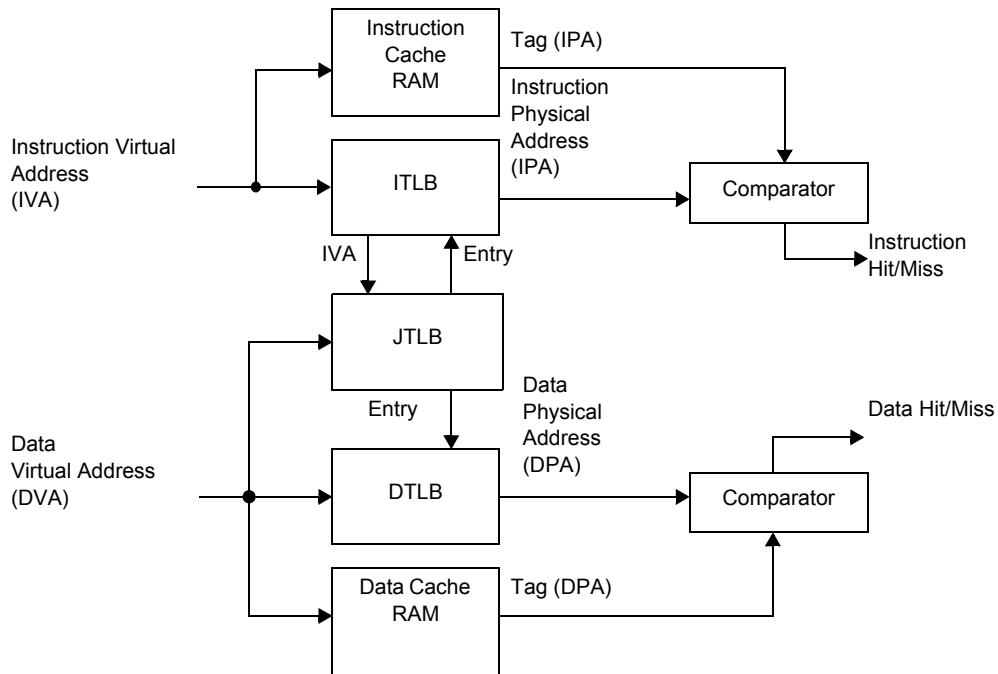 Instruction
Cache
RAM
Tag (IPA)
Instruction
Physical
Address
(IPA)
Instruction Virtual
Address
(IVA)
ITLB
Comparator
IVA
Entry
Instruction
Hit/Miss
JTLB
Entry
Data
Physical
Address
(DPA)
Data Hit/Miss
Data
Virtual Address
(DVA)
DTLB
Comparator
Data Cache
RAM
Tag (DPA)